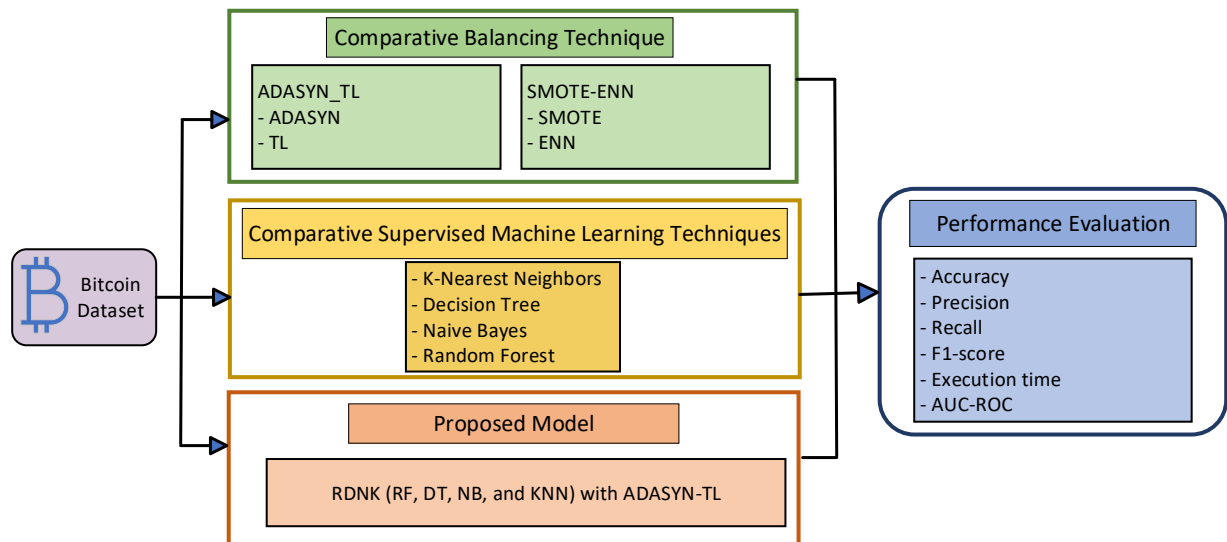 Bitcoin
Dataset
Comparative Balancing Technique
ADASYN_TL
- ADASYN
- TL
SMOTE-ENN
- SMOTE
- ENN
Comparative Supervised Machine Learning Techniques
- K-Nearest Neighbors
- Decision Tree
- Naive Bayes
- Random Forest
Proposed Model
RDNK (RF, DT, NB, and KNN) with ADASYN-TL
Performance Evaluation
- Accuracy
- Precision
- Recall
- F1-score
- Execution time
- AUC-ROC